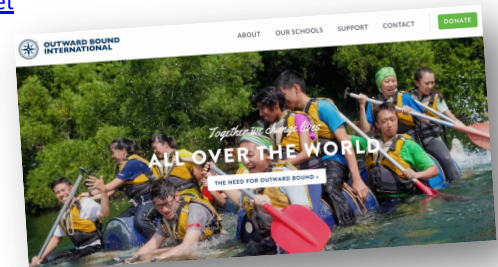 et
OUTWARD BOUND
INTERNATIONAL
ABOUT OUR SCHOOLS SUPPORT CONTACT DONATE
Together we change lives
ALL OVER THE WORLD
THE NEED FOR OUTWARD BOUND ›